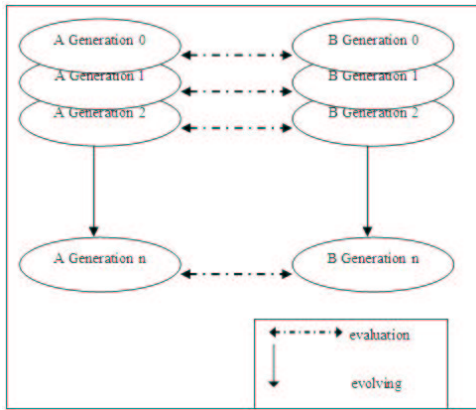 A Generation 0
B Generation 0
A Generation 1
B Generation 1
A Generation 2
B Generation 2
A Generation n
B Generation n
evaluation
evolving